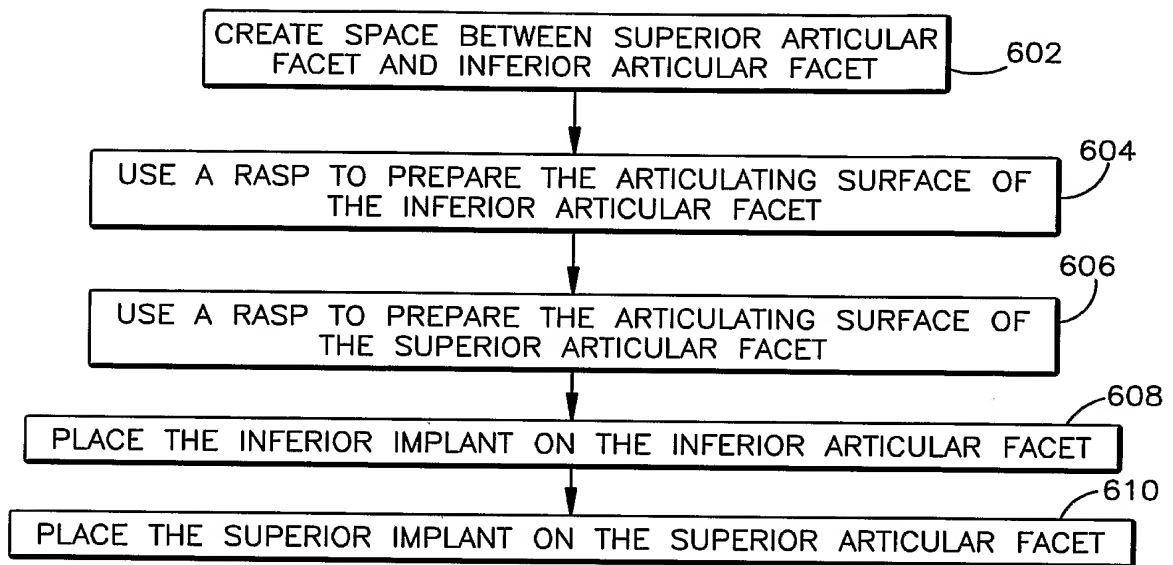 CREATE SPACE BETWEEN SUPERIOR ARTICULAR
FACET AND INFERIOR ARTICULAR FACET
602
USE A RASP TO PREPARE THE ARTICULATING SURFACE OF
THE INFERIOR ARTICULAR FACET
604
USE A RASP TO PREPARE THE ARTICULATING SURFACE OF
THE SUPERIOR ARTICULAR FACET
606
PLACE THE INFERIOR IMPLANT ON THE INFERIOR ARTICULAR FACET
608
PLACE THE SUPERIOR IMPLANT ON THE SUPERIOR ARTICULAR FACET
610